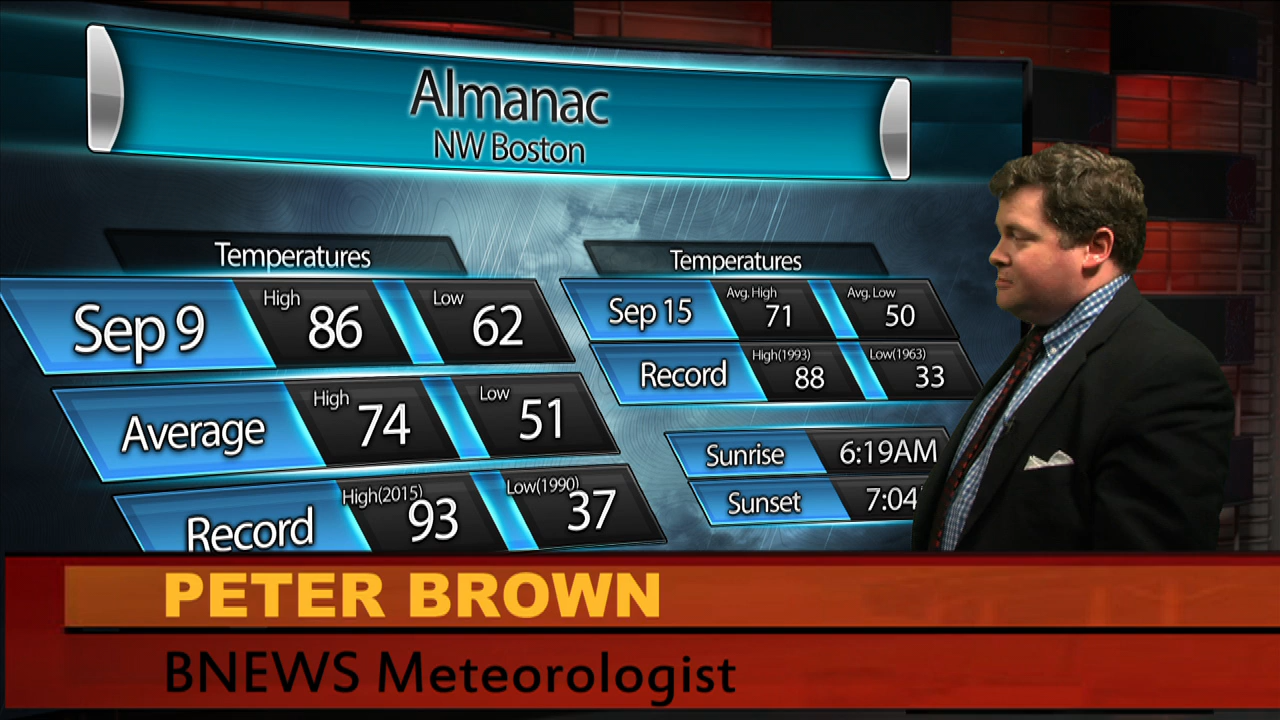 Almanac
NW Boston
Temperatures
Sep 9
High
86
Low
62
Average
High
74
Low
51
Record
High(2015)
93
Low(1990)
37
Temperatures
Sep 15
Avg. High
71
Avg. Low
50
Record
High(1993)
88
Low(1963)
33
Sunrise
6:19AM
Sunset
7:04
PETER BROWN
BNEWS Meteorologist